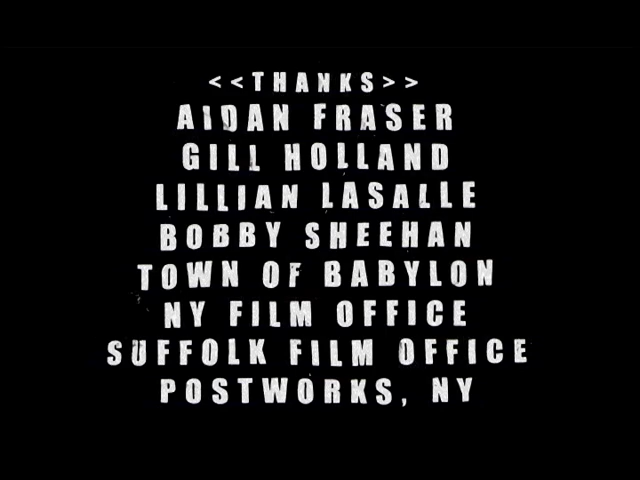 <<THANKS>>
AIDAN FRASER
GILL HOLLAND
LILLIAN LASALLE
BOBBY SHEEHAN
TOWN OF BABYLON
NY FILM OFFICE
SUFFOLK FILM OFFICE
POSTWORKS, NY